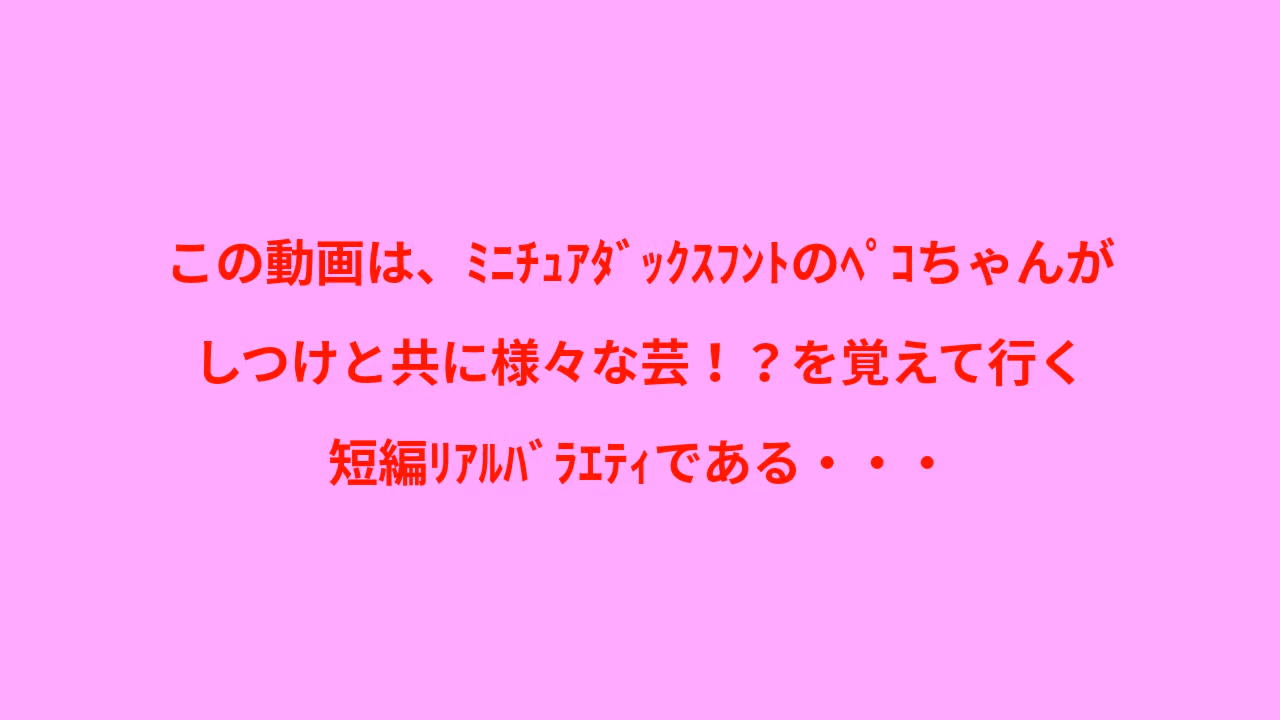 この動画は、ﾐﾆﾁｭｱﾀﾞｯｸｽﾌﾝﾄのﾍﾟｺちゃんが
しつけと共に様々な芸！？を覚えて行く
短編ﾘｱﾙﾊﾞﾗｴﾃｨである・・・